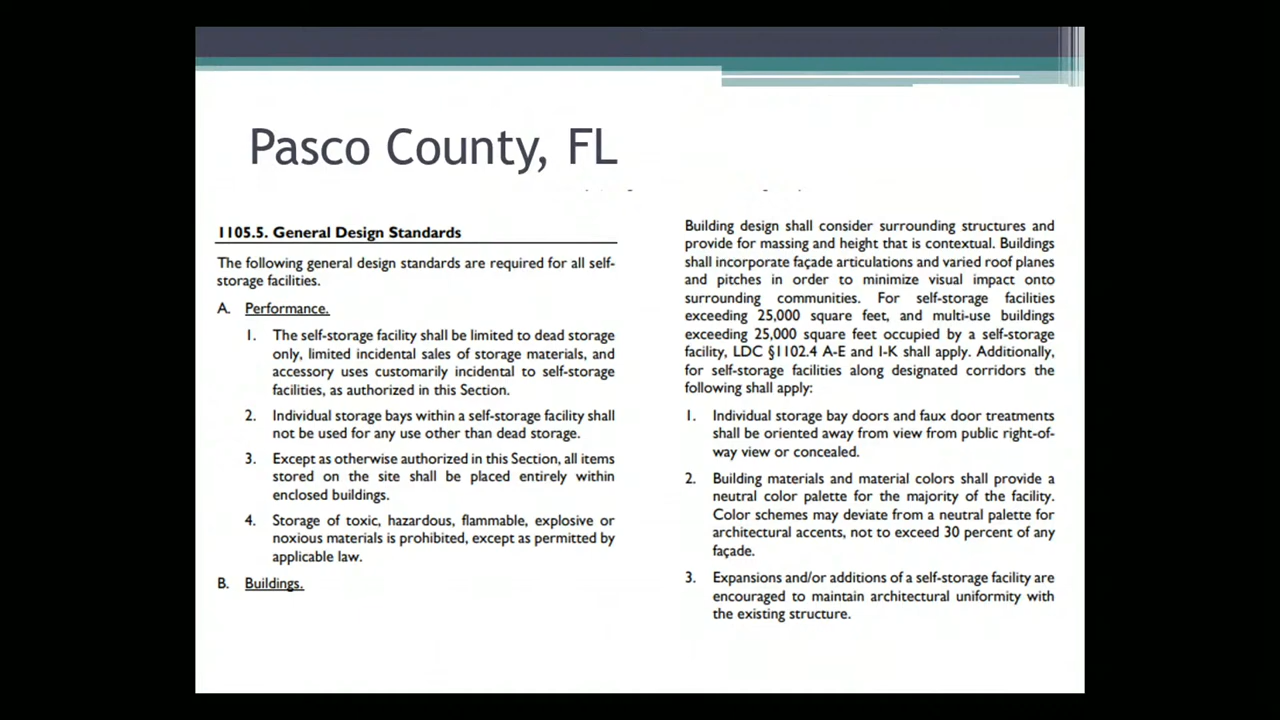 Pasco County, FL
1105.5. General Design Standards
The following general design standards are required for all self-
storage facilities.
A. Performance.
1. The self-storage facility shall be limited to dead storage
only, limited incidental sales of storage materials, and
accessory uses customarily incidental to self-storage
facilities, as authorized in this Section.
2. Individual storage bays within a self-storage facility shall
not be used for any use other than dead storage.
3. Except as otherwise authorized in this Section, all items
stored on the site shall be placed entirely within
enclosed buildings.
4. Storage of toxic, hazardous, flammable, explosive or
noxious materials is prohibited, except as permitted by
applicable law.
B. Buildings.
Building design shall consider surrounding structures and
provide for massing and height that is contextual. Buildings
shall incorporate façade articulations and varied roof planes
and pitches in order to minimize visual impact onto
surrounding communities. For self-storage facilities
exceeding 25,000 square feet, and multi-use buildings
exceeding 25,000 square feet occupied by a self-storage
facility, LDC §1102.4 A-E and I-K shall apply. Additionally,
for self-storage facilities along designated corridors the
following shall apply:
1. Individual storage bay doors and faux door treatments
shall be oriented away from view from public right-of-
way view or concealed.
2. Building materials and material colors shall provide a
neutral color palette for the majority of the facility.
Color schemes may deviate from a neutral palette for
architectural accents, not to exceed 30 percent of any
façade.
3. Expansions and/or additions of a self-storage facility are
encouraged to maintain architectural uniformity with
the existing structure.